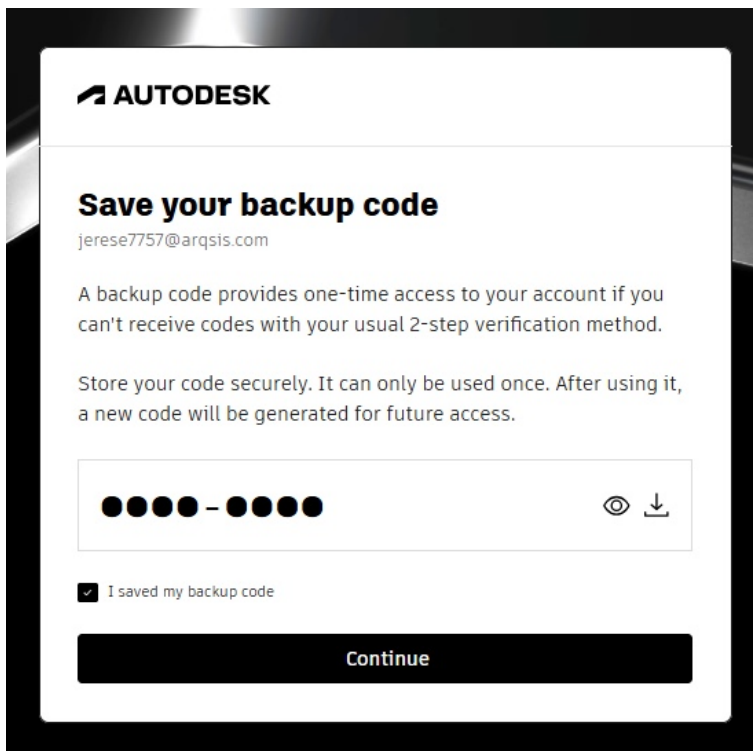 AUTODESK
Save your backup code
jerese7757@arqsis.com
A backup code provides one-time access to your account if you
can't receive codes with your usual 2-step verification method.
Store your code securely. It can only be used once. After using it,
a new code will be generated for future access.
●●●●-●●●●
I saved my backup code
Continue